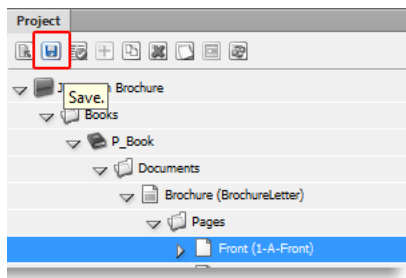 Project
Brochure
Save.
Books
P_Book
Documents
Brochure (BrochureLetter)
Pages
Front (1-A-Front)